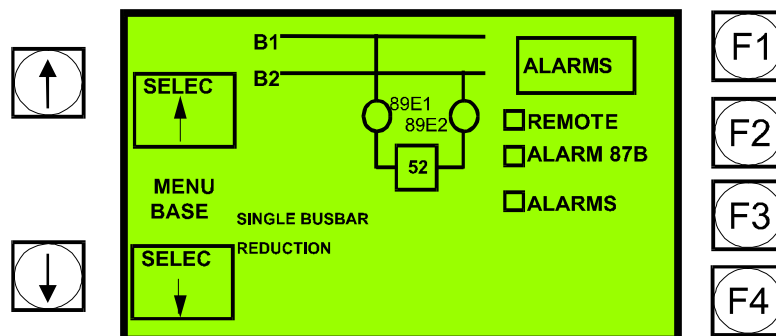 B1
B2
SELEC
MENU
BASE
SELEC
89E1
89E2
52
SINGLE BUSBAR
REDUCTION
ALARMS
REMOTE
ALARM 87B
ALARMS
F1
F2
F3
F4